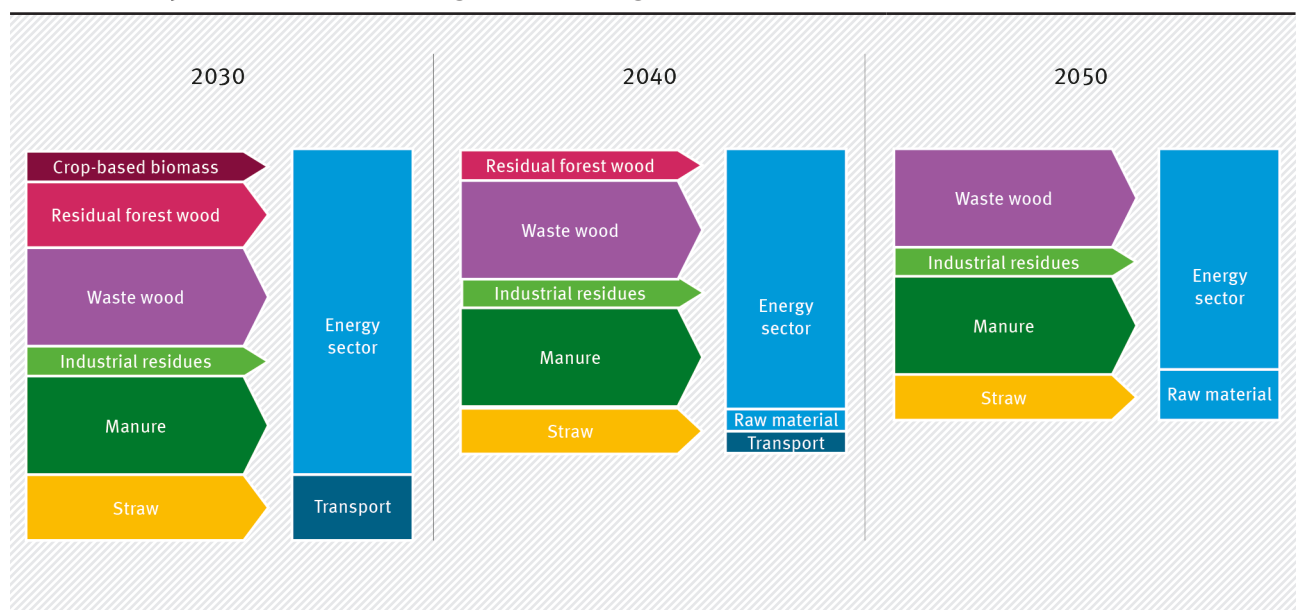 2030
Crop-based biomass
Residual forest wood
Waste wood
Industrial residues
Manure
Straw
Energy
sector
Transport
2040
Residual forest wood
Waste wood
Industrial residues
Manure
Straw
Energy
sector
Raw material
Transport
2050
Waste wood
Industrial residues
Manure
Straw
Energy
sector
Raw material